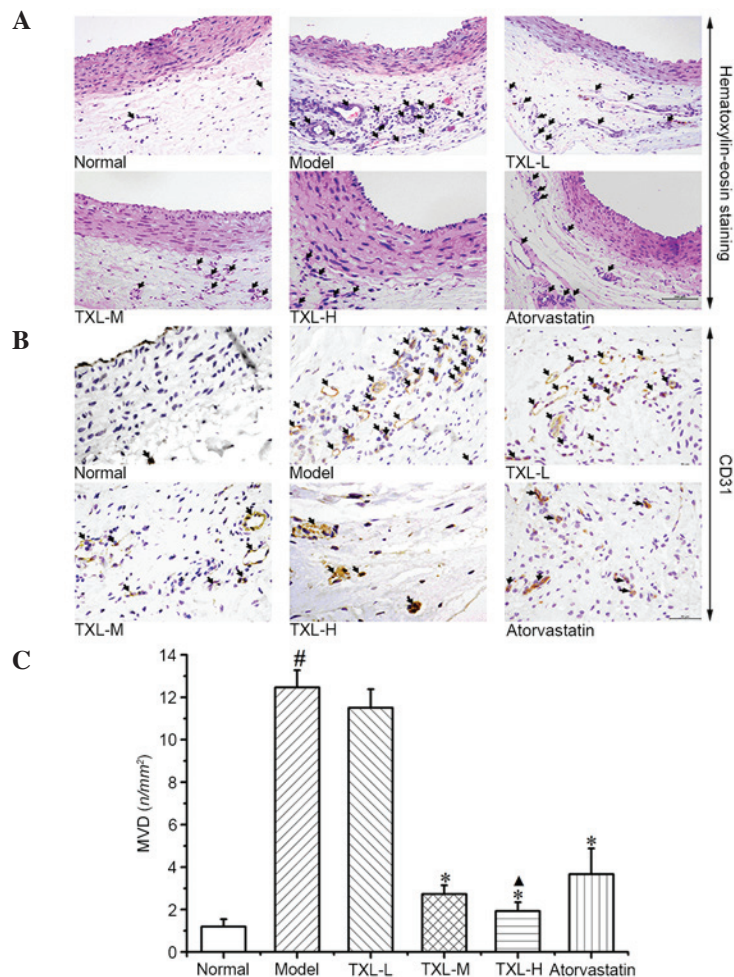 A
Hematoxylin-eosin staining
Normal
Model
TXL-L
TXL-M
TXL-H
Atorvastatin
B
CD31
Normal
Model
TXL-L
TXL-M
TXL-H
Atorvastatin
C
MVD (n/mm²)
14
12
10
8
6
4
2
0
#
*
▲
*
*
Normal
Model
TXL-L
TXL-M
TXL-H
Atorvastatin